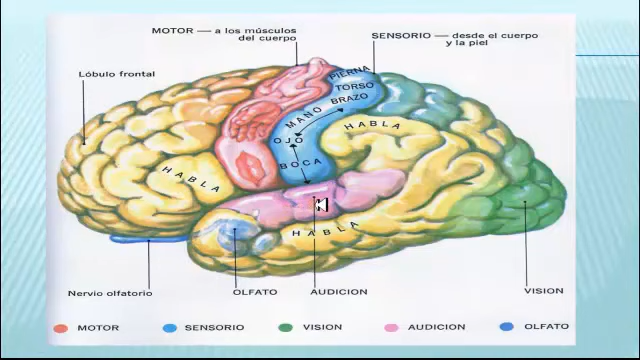 MOTOR — a los músculos
del cuerpo
SENSORIO — desde el cuerpo
y la piel
Lóbulo frontal
PIERNA
TORSO
BRAZO
MANO
OJO
BOCA
HABLA
HABLA
HABLA
Nervio olfatorio
OLFATO
AUDICION
VISION
MOTOR
SENSORIO
VISION
AUDICION
OLFATO